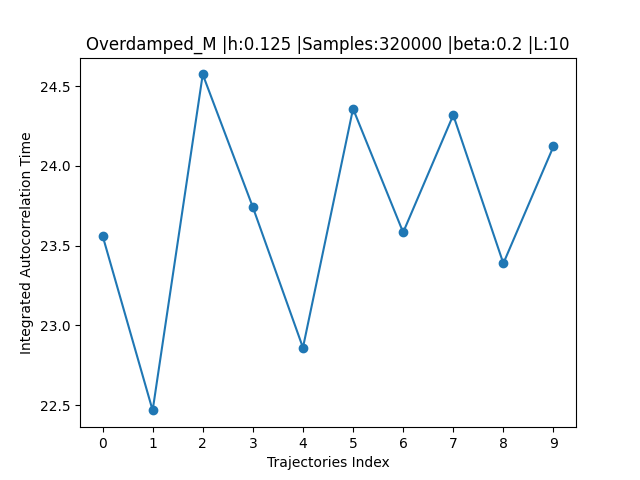 Overdamped_M |h:0.125 |Samples:320000 |beta:0.2 |L:10
Integrated Autocorrelation Time
24.5
24.0
23.5
23.0
22.5
0 1 2 3 4 5 6 7 8 9
Trajectories Index